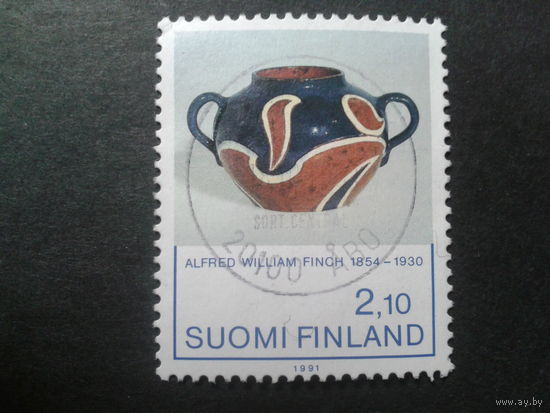 SORT.CENTRAL
20100 ÅBO
ALFRED WILLIAM FINCH 1854–1930
2,10
SUOMI FINLAND
1991
www.ay.by